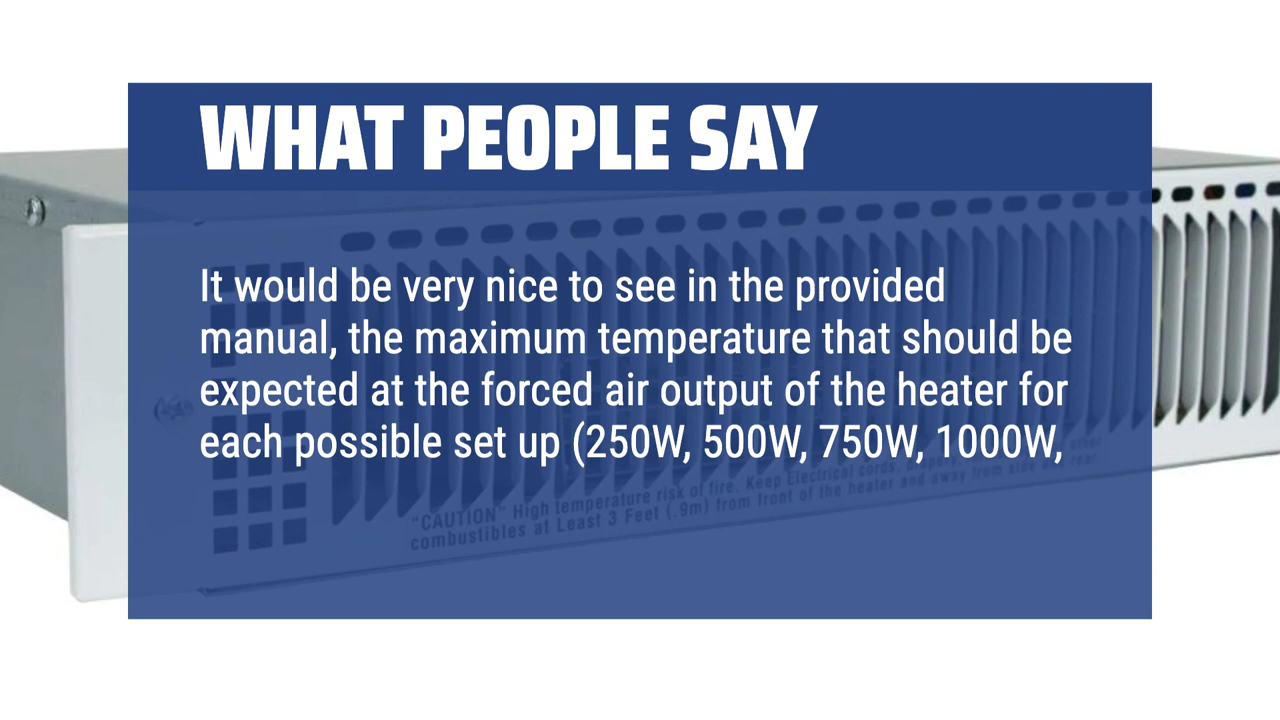 WHAT PEOPLE SAY
It would be very nice to see in the provided
manual, the maximum temperature that should be
expected at the forced air output of the heater for
each possible set up (250W, 500W, 750W, 1000W,
"CAUTION" High temperature risk of fire. Keep Electrical cords, drapery, other
combustibles at Least 3 Feet (.9m) from front of the heater and away from side and rear.